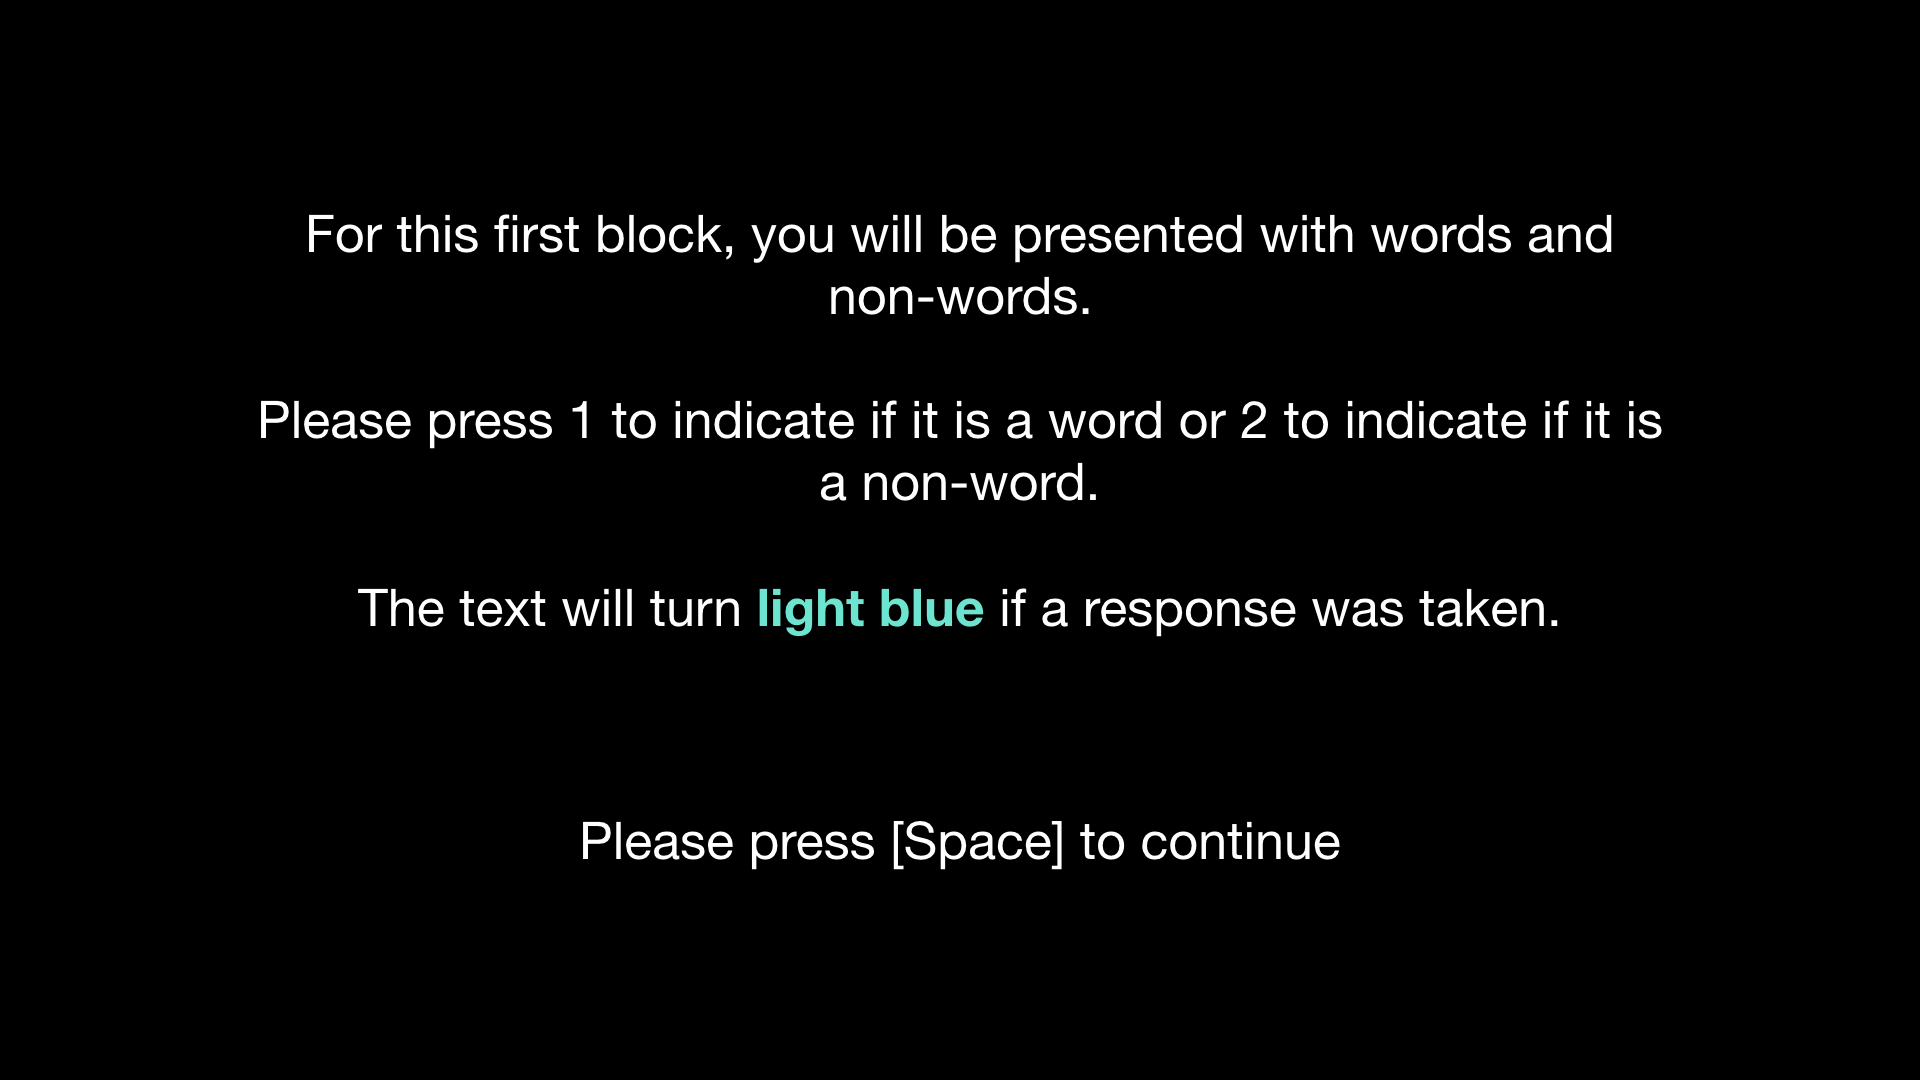 For this first block, you will be presented with words and
non-words.
Please press 1 to indicate if it is a word or 2 to indicate if it is
a non-word.
The text will turn light blue if a response was taken.
Please press [Space] to continue